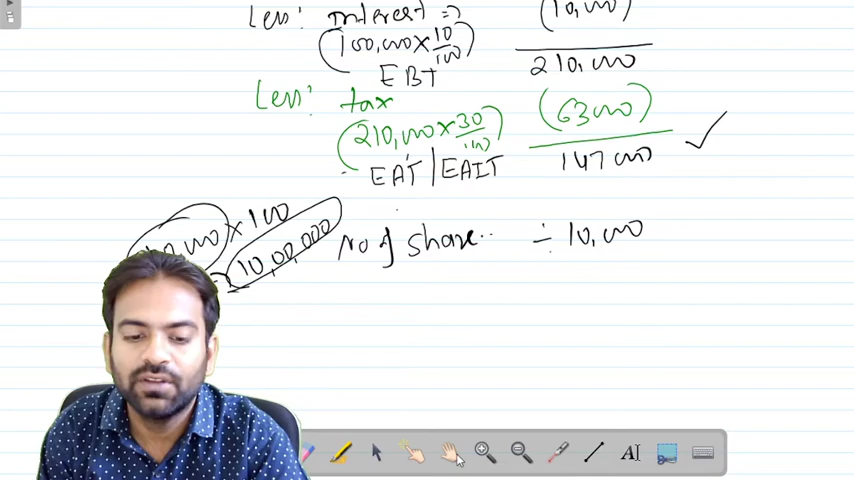 Less: interest => (10,000)
(100,000 × 10/100)
EBT 210,000
Less: tax (63000)
(210,000 × 30/100)
EAT | EAIT 147000 ✓
× 100
10,00,000 No of share.. ÷ 10,000
AI